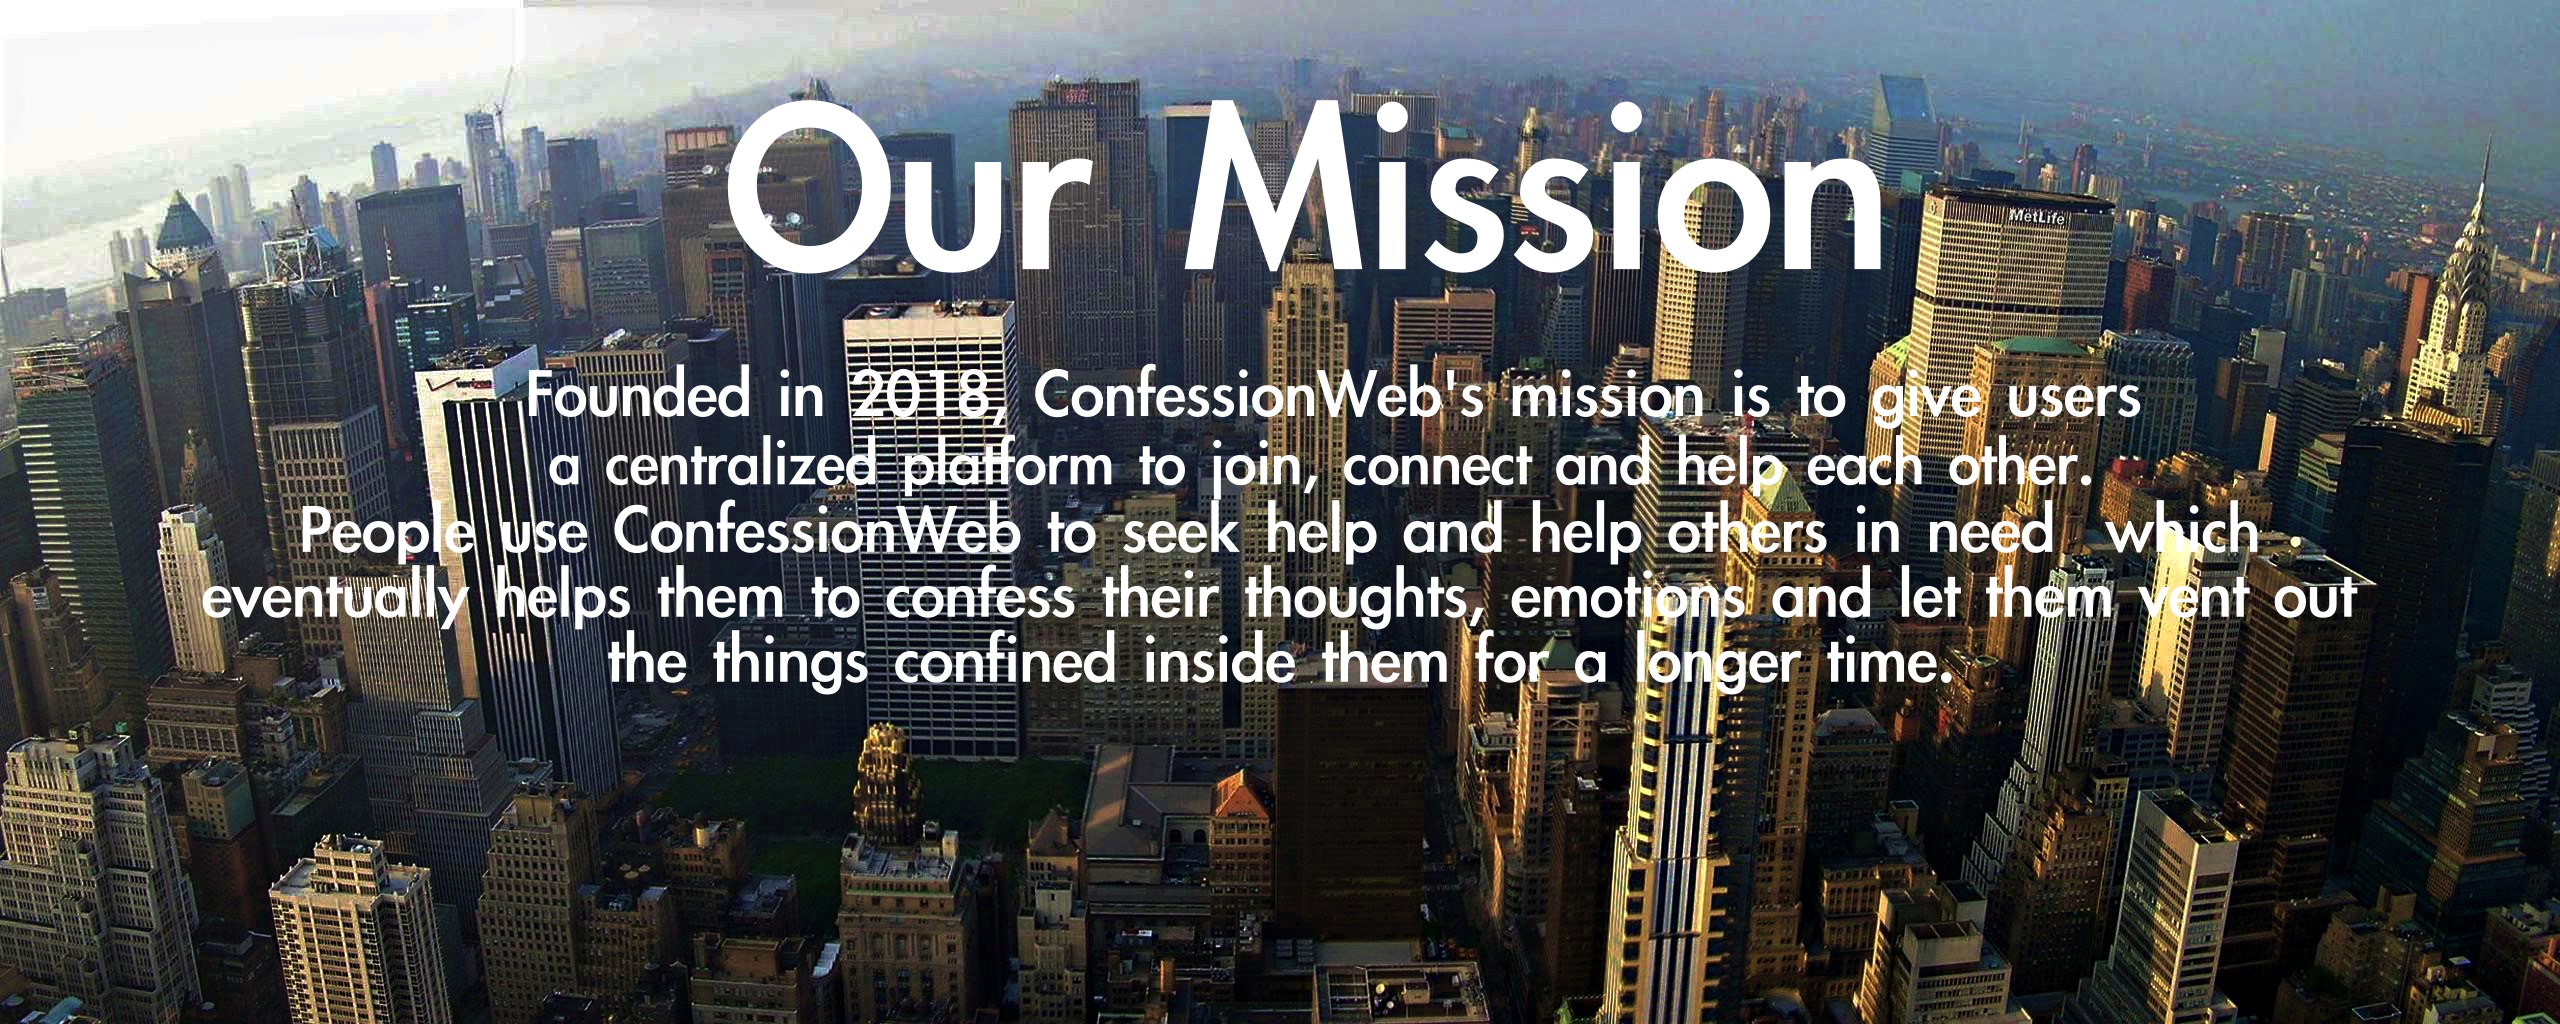 Our Mission
MetLife
verizon
Founded in 2018, ConfessionWeb's mission is to give users
a centralized platform to join, connect and help each other.
People use ConfessionWeb to seek help and help others in need  which .
eventually helps them to confess their thoughts, emotions and let them vent out
the things confined inside them for a longer time.